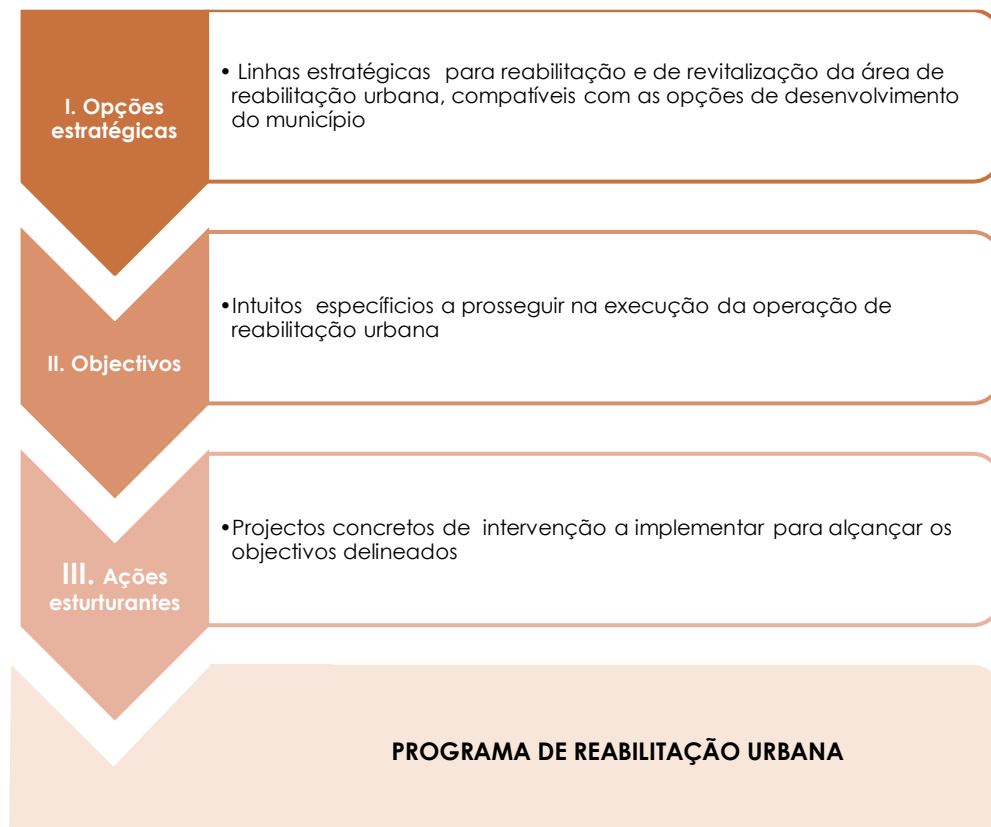 I. Opções
estratégicas
• Linhas estratégicas para reabilitação e de revitalização da área de
reabilitação urbana, compatíveis com as opções de desenvolvimento
do município
II. Objectivos
•Intuitos específicios a prosseguir na execução da operação de
reabilitação urbana
III. Ações
esturturantes
•Projectos concretos de intervenção a implementar para alçançar os
objectivos delineados
PROGRAMA DE REABILITAÇÃO URBANA